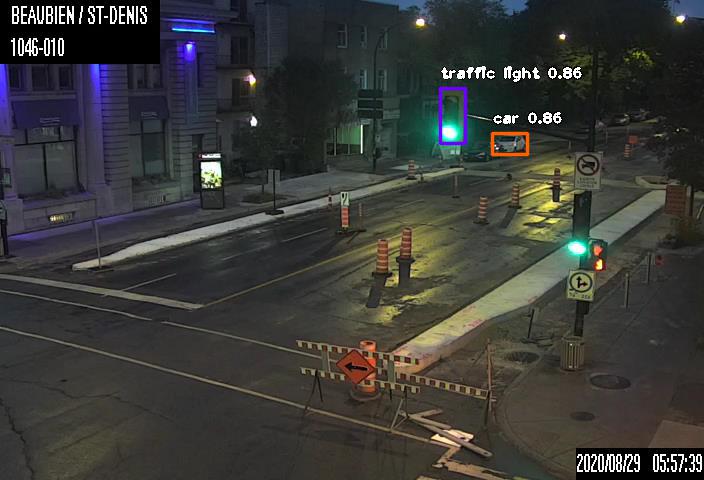 BEAUBIEN / ST-DENIS
1046-010
traffic light 0.86
car 0.86
2020/08/29 05:57:39